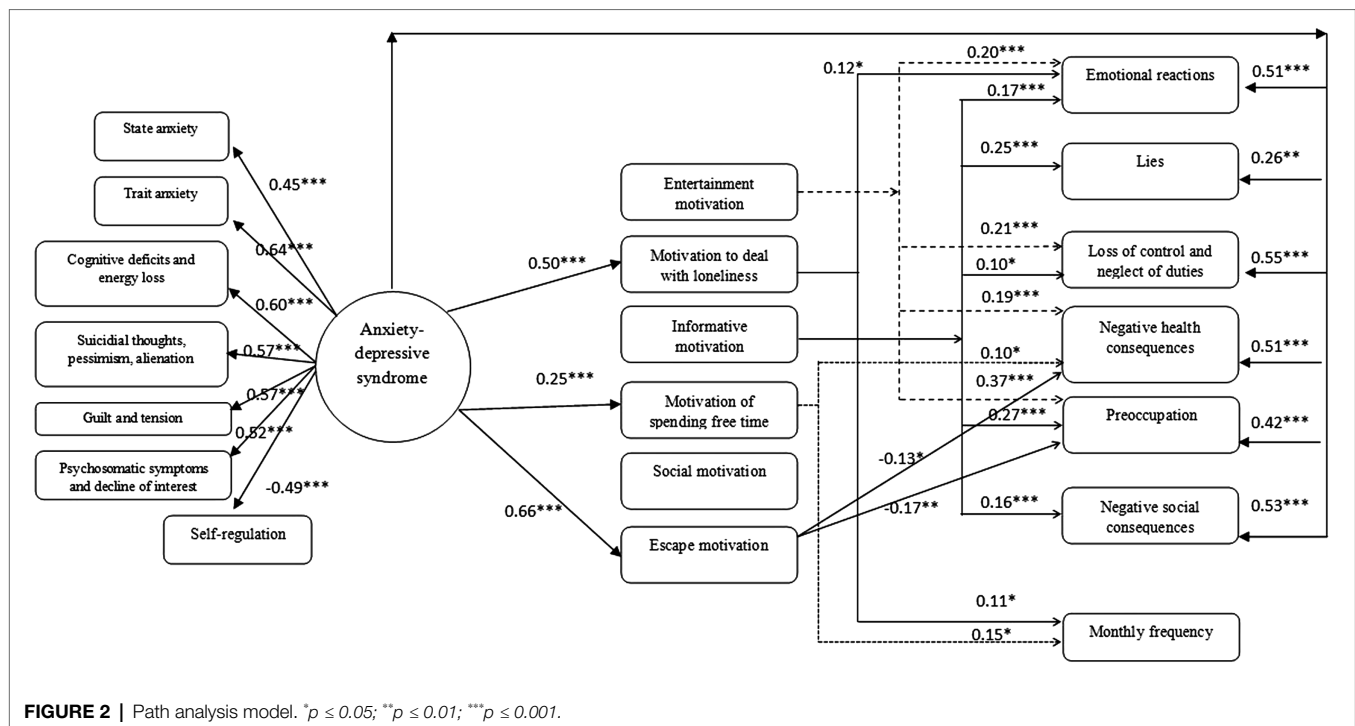 State anxiety
Trait anxiety
Cognitive deficits and
energy loss
Suicidial thoughts,
pessimism, alienation
Guilt and tension
Psychosomatic symptoms
and decline of interest
Self-regulation
0.45***
0.64***
0.60***
0.57***
0.57***
0.52***
-0.49***
Anxiety-
depressive
syndrome
0.50***
0.25***
0.66***
Entertainment
motivation
Motivation to deal
with loneliness
Informative
motivation
Motivation of
spending free time
Social motivation
Escape motivation
0.12*
0.20***
0.17***
0.25***
0.21***
0.10*
0.19***
0.10*
0.37***
0.27***
-0.13*
-0.17**
0.16***
0.11*
0.15*
Emotional reactions
Lies
Loss of control and
neglect of duties
Negative health
consequences
Preoccupation
Negative social
consequences
Monthly frequency
0.51***
0.26**
0.55***
0.51***
0.42***
0.53***
FIGURE 2 | Path analysis model. *p ≤ 0.05; **p ≤ 0.01; ***p ≤ 0.001.